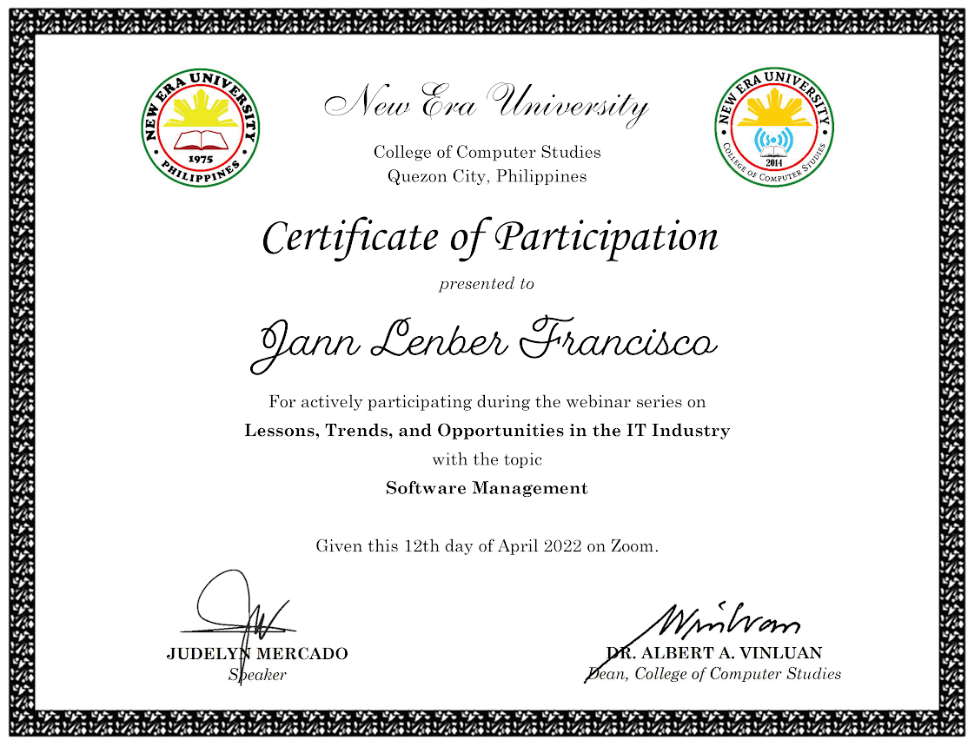 NEW ERA UNIVERSITY
1975
PHILIPPINES
New Era University
College of Computer Studies
Quezon City, Philippines
NEW ERA UNIVERSITY
2014
COLLEGE OF COMPUTER STUDIES
Certificate of Participation
presented to
Jann Lenber Francisco
For actively participating during the webinar series on
Lessons, Trends, and Opportunities in the IT Industry
with the topic
Software Management
Given this 12th day of April 2022 on Zoom.
JUDELYN MERCADO
Speaker
Vinluan
DR. ALBERT A. VINLUAN
Dean, College of Computer Studies